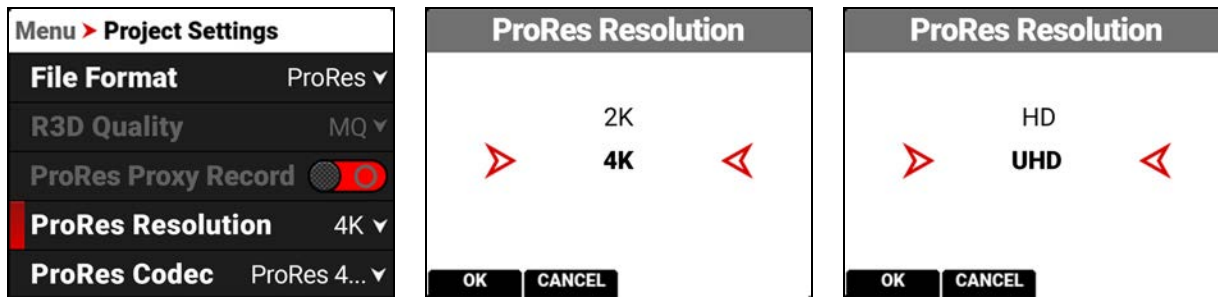 Menu ➤ Project Settings
File Format ProRes
R3D Quality MQ
ProRes Proxy Record
ProRes Resolution 4K
ProRes Codec ProRes 4...
ProRes Resolution
2K
4K
OK CANCEL
ProRes Resolution
HD
UHD
OK CANCEL